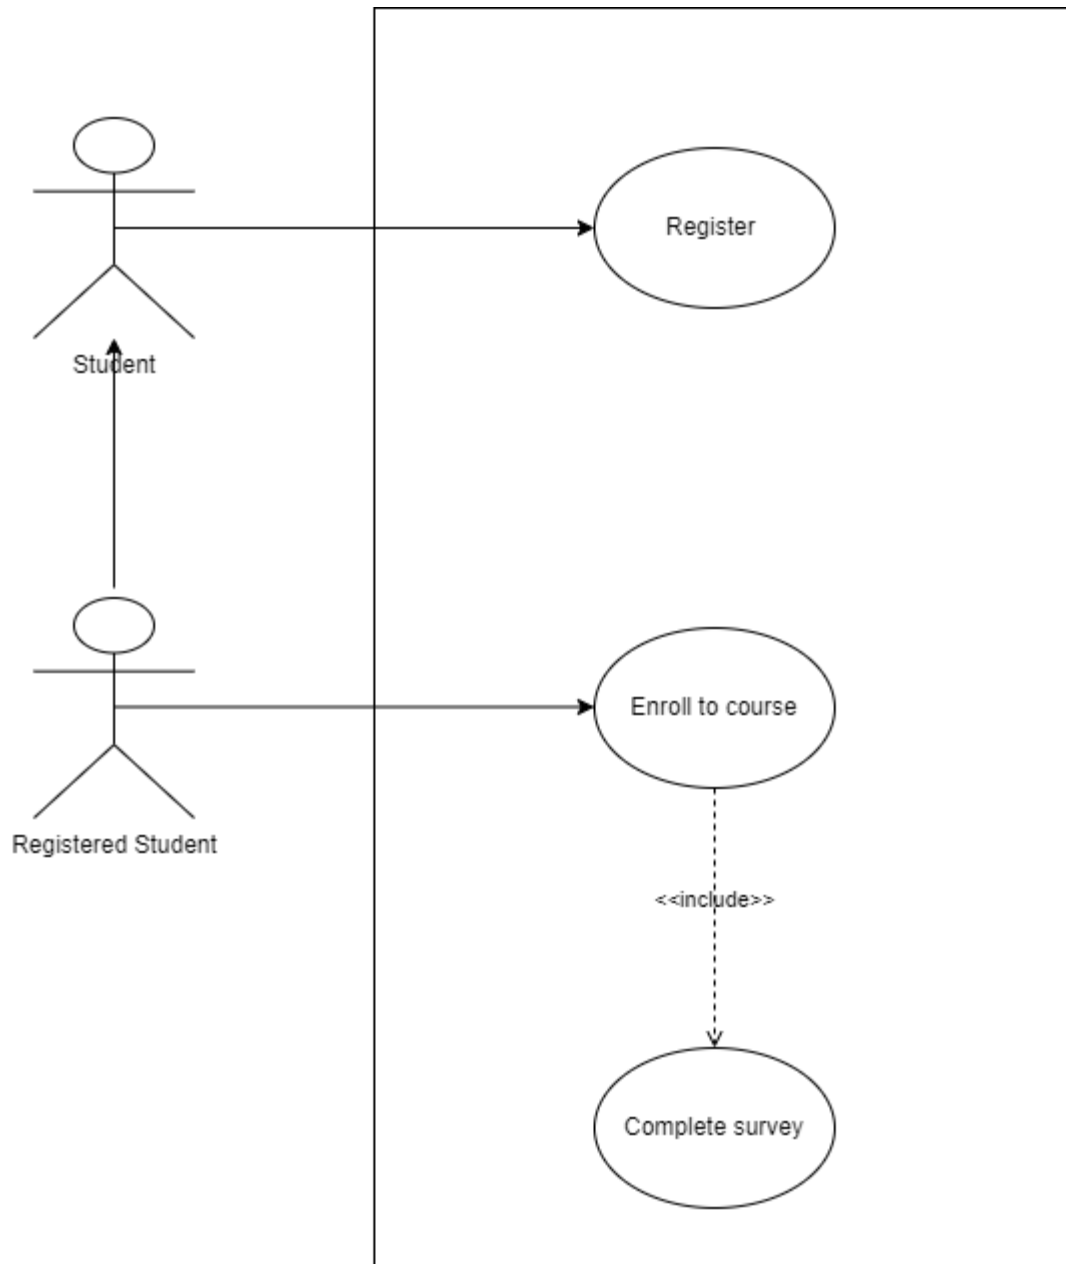 Student
Register
Registered Student
Enroll to course
<<include>>
Complete survey